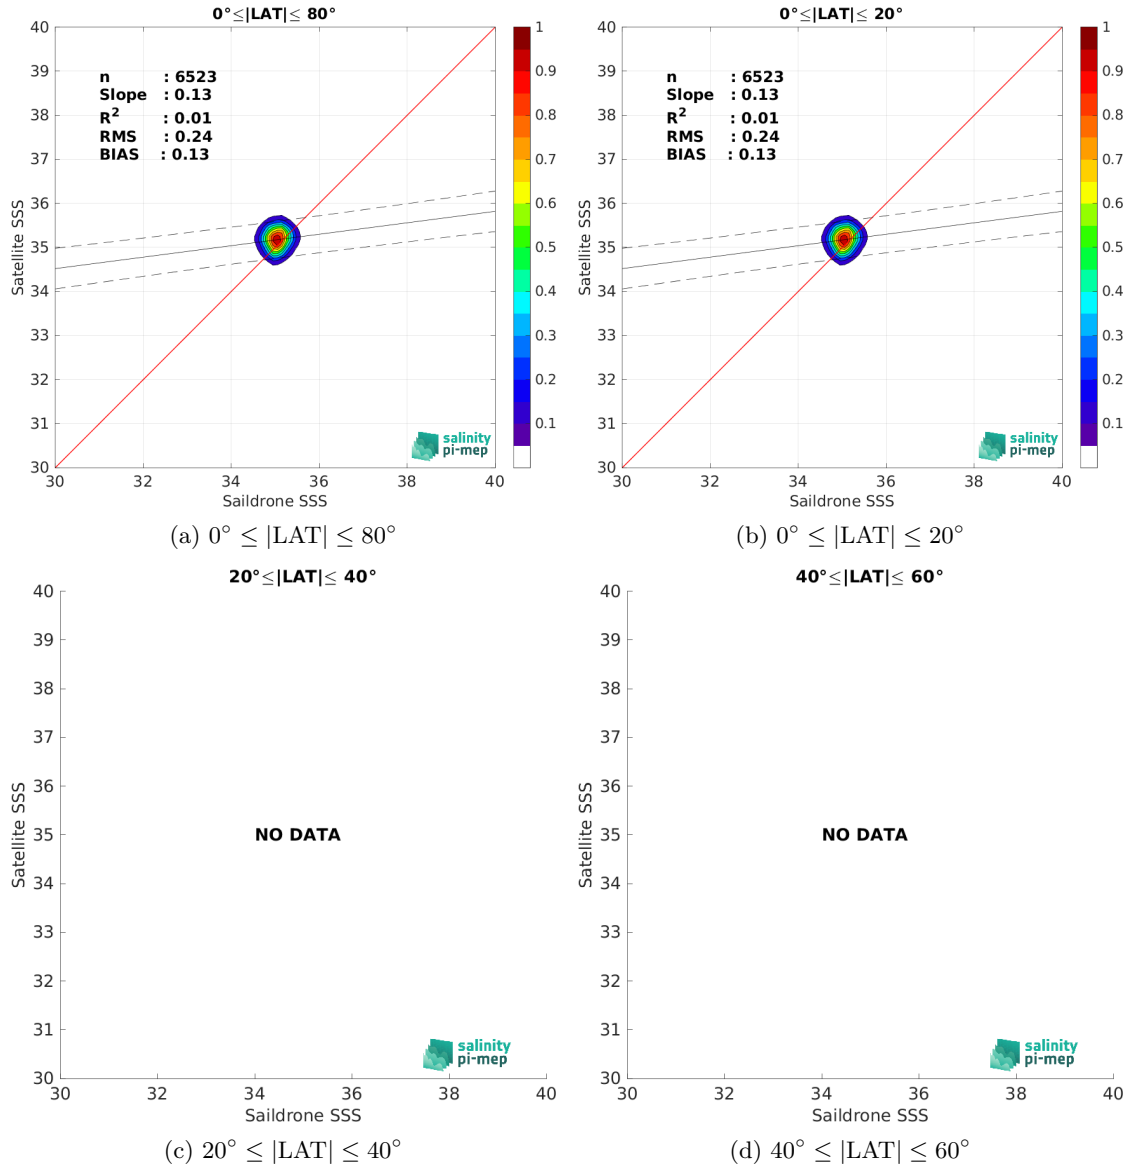 0°≤|LAT|≤ 80°
40
39
38
37
36
35
34
33
32
31
30
Satellite SSS
n : 6523
Slope : 0.13
R² : 0.01
RMS : 0.24
BIAS : 0.13
salinity
pi-mep
30 32 34 36 38 40
Saildrone SSS
1
0.9
0.8
0.7
0.6
0.5
0.4
0.3
0.2
0.1
(a) 0° ≤ |LAT| ≤ 80°
0°≤|LAT|≤ 20°
40
39
38
37
36
35
34
33
32
31
30
Satellite SSS
n : 6523
Slope : 0.13
R² : 0.01
RMS : 0.24
BIAS : 0.13
salinity
pi-mep
30 32 34 36 38 40
Saildrone SSS
1
0.9
0.8
0.7
0.6
0.5
0.4
0.3
0.2
0.1
(b) 0° ≤ |LAT| ≤ 20°
20°≤|LAT|≤ 40°
40
39
38
37
36
35
34
33
32
31
30
Satellite SSS
NO DATA
salinity
pi-mep
30 32 34 36 38 40
Saildrone SSS
(c) 20° ≤ |LAT| ≤ 40°
40°≤|LAT|≤ 60°
40
39
38
37
36
35
34
33
32
31
30
Satellite SSS
NO DATA
salinity
pi-mep
30 32 34 36 38 40
Saildrone SSS
(d) 40° ≤ |LAT| ≤ 60°